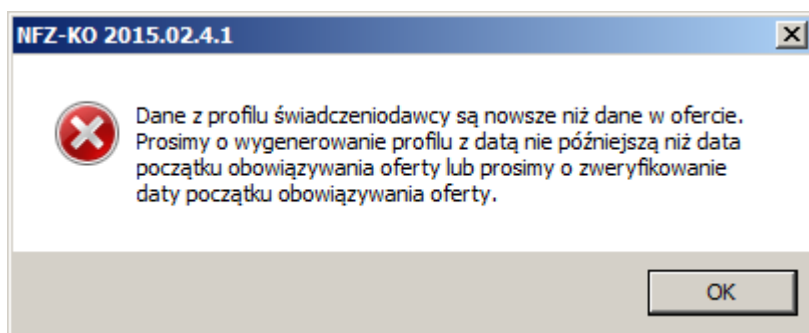 NFZ-KO 2015.02.4.1
Dane z profilu świadczeniodawcy są nowsze niż dane w ofercie.
Prosimy o wygenerowanie profilu z datą nie późniejszą niż data
początku obowiązywania oferty lub prosimy o zweryfikowanie
daty początku obowiązywania oferty.
OK